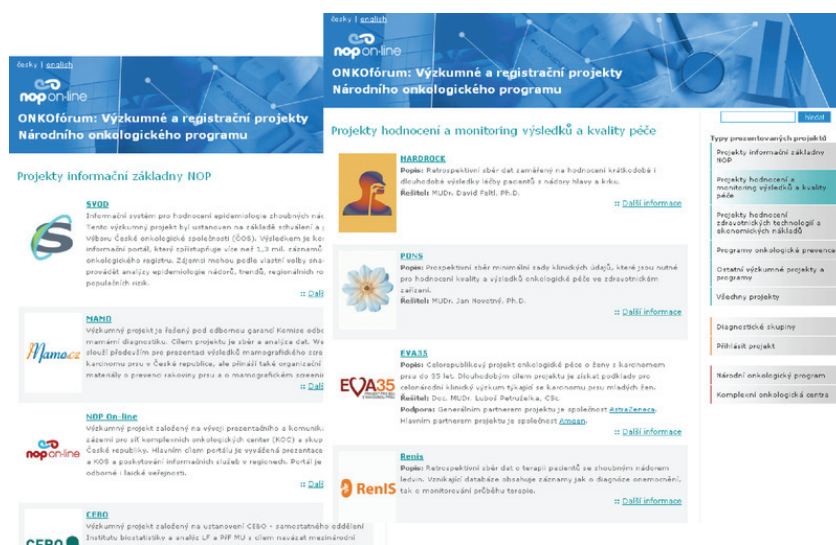 česky | english
nop on-line
ONKOfórum: Výzkumné a registrační projekty
Národního onkologického programu
Projekty informační základny NOP
SVOD
Informační systém pro hodnocení epidemiologie zhoubných nád
Tento výzkumný projekt byl ustanoven na základě schválení a p
Výboru České onkologické společnosti (ČOS). Výsledkem je kom
informační portál, který zpřístupňuje více než 1,3 mil. záznamů
onkologického registru. Zájemci mohou podle vlastní volby sna
provádět analýzy epidemiologie nádorů, trendů, regionálních ro
populačních rizik.
:: Dalš
Mamo.cz
MAMO
Výzkumný projekt je řešený pod odbornou garancí Komise odbo
mamární diagnostiku. Cílem projektu je sběr a analýza dat. We
slouží především pro prezentaci výsledků mamografického scre
karcinomu prsu v České republice, ale přináší také organizační
materiály o prevenci rakoviny prsu a o mamografickém screenin
:: Dalš
nop on-line
NOP On-line
Výzkumný projekt založený na vývoji prezentačního a komunika
zázemí pro síť komplexních onkologických center (KOC) a skup
České republiky. Hlavním cílem portálu je vyvážená prezentace
a KOS a poskytování informačních služeb v regionech. Portál je
odborné i laické veřejnosti.
:: Dalš
CEBO
CEBO
Výzkumný projekt založený na ustanovení CEBO - samostatného oddělení
Institutu biostatistiky a analýz LF a PřF MU s cílem navázat mezinárodní
česky | english
nop on-line
ONKOfórum: Výzkumné a registrační projekty
Národního onkologického programu
Projekty hodnocení a monitoring výsledků a kvality péče
HARDROCK
Popis: Retrospektivní sběr dat zaměřený na hodnocení krátkodobé i
dlouhodobé výsledky léčby pacientů s nádory hlavy a krku.
Řešitel: MUDr. David Feltl, Ph.D.
:: Další informace
PONS
Popis: Prospektivní sběr minimální sady klinických údajů, které jsou nutné
pro hodnocení kvality a výsledků onkologické péče ve zdravotnickém
zařízení.
Řešitel: MUDr. Jan Novotný, Ph.D.
:: Další informace
EVA35
EVA35
Popis: Celorepublikový projekt onkologické péče o ženy s karcinomem
prsu do 35 let. Dlouhodobým cílem projektu je získat podklady pro
celonárodní klinický výzkum týkající se karcinomu prsu mladých žen.
Řešitel: Doc. MUDr. Luboš Petruželka, CSc.
Podpora: Generálním partnerem projektu je společnost AstraZeneca.
Hlavním partnerem projektu je společnost Amgen.
:: Další informace
RenIS
Renis
Popis: Retrospektivní sběr dat o terapii pacientů se zhoubným nádorem
ledvin. Vznikající databáze obsahuje záznamy jak o diagnóze onemocnění,
tak o monitorování průběhu terapie.
:: Další informace
hledat
Typy prezentovaných projektů
Projekty informační základny
NOP
Projekty hodnocení a
monitoring výsledků a kvality
péče
Projekty hodnocení
zdravotnických technologií a
ekonomických nákladů
Programy onkologické prevence
Ostatní výzkumné projekty a
programy
Všechny projekty
Diagnostické skupiny
Přihlásit projekt
Národní onkologický program
Komplexní onkologická centra